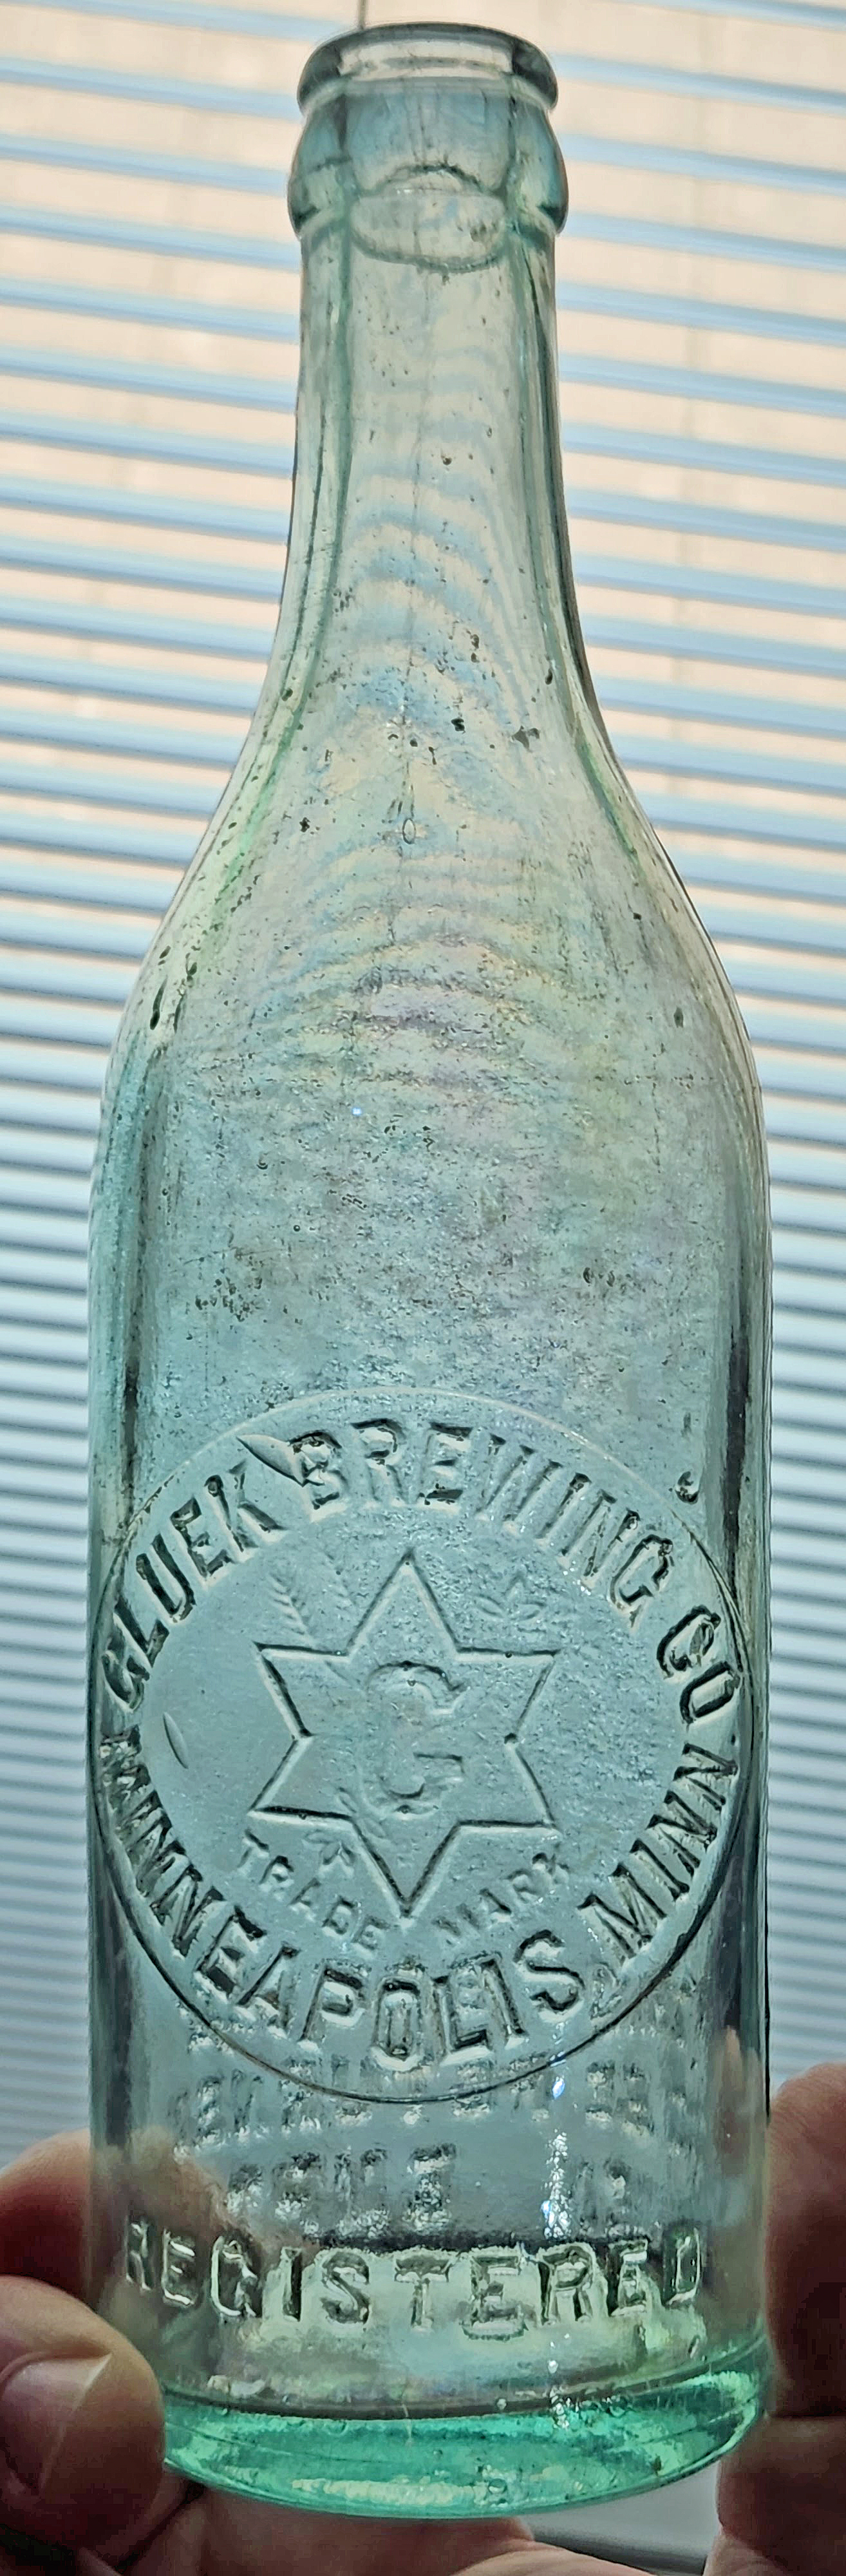 GLUEK BREWING CO
G
TRADE MARK
MINNEAPOLIS, MINN.
REGISTERED